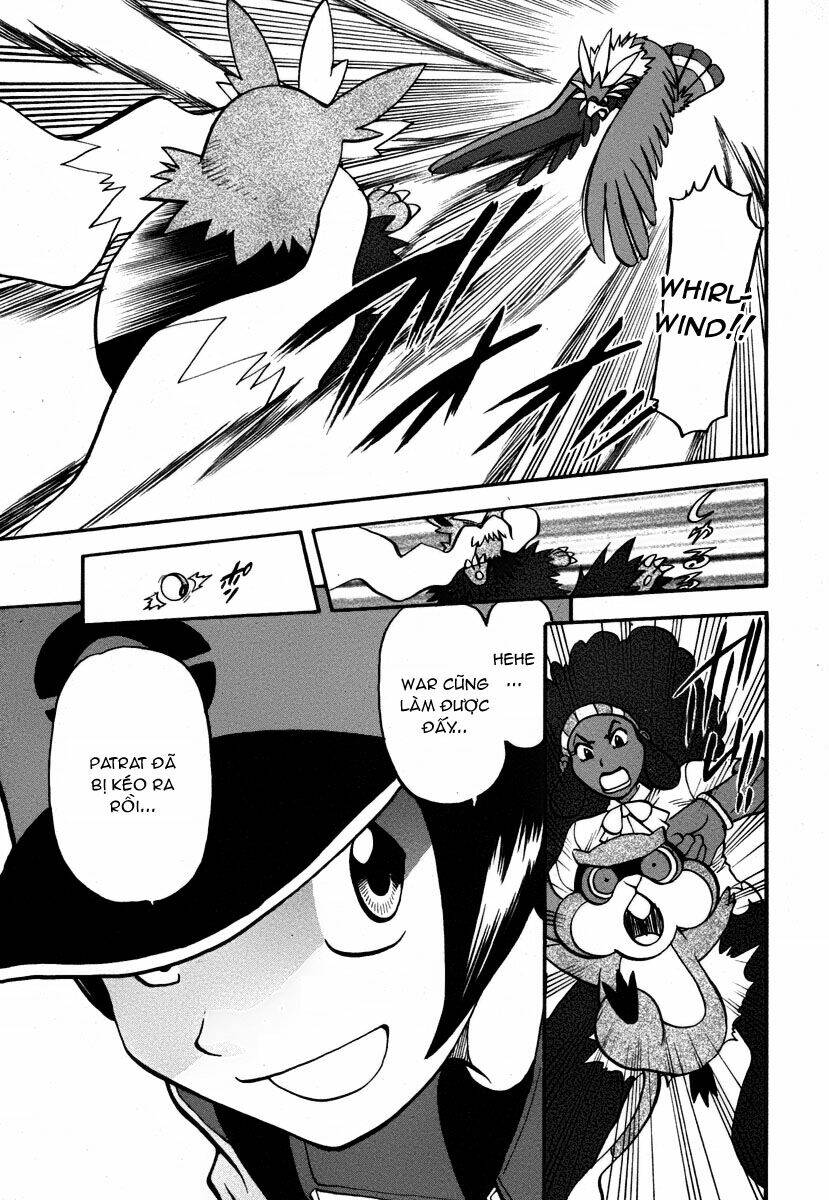 WHIRL-
WIND!!
HEHE
...
WAR CŨNG
LÀM ĐƯỢC
ĐẤY..
PATRAT ĐÃ
BỊ KÉO RA
RỒI...